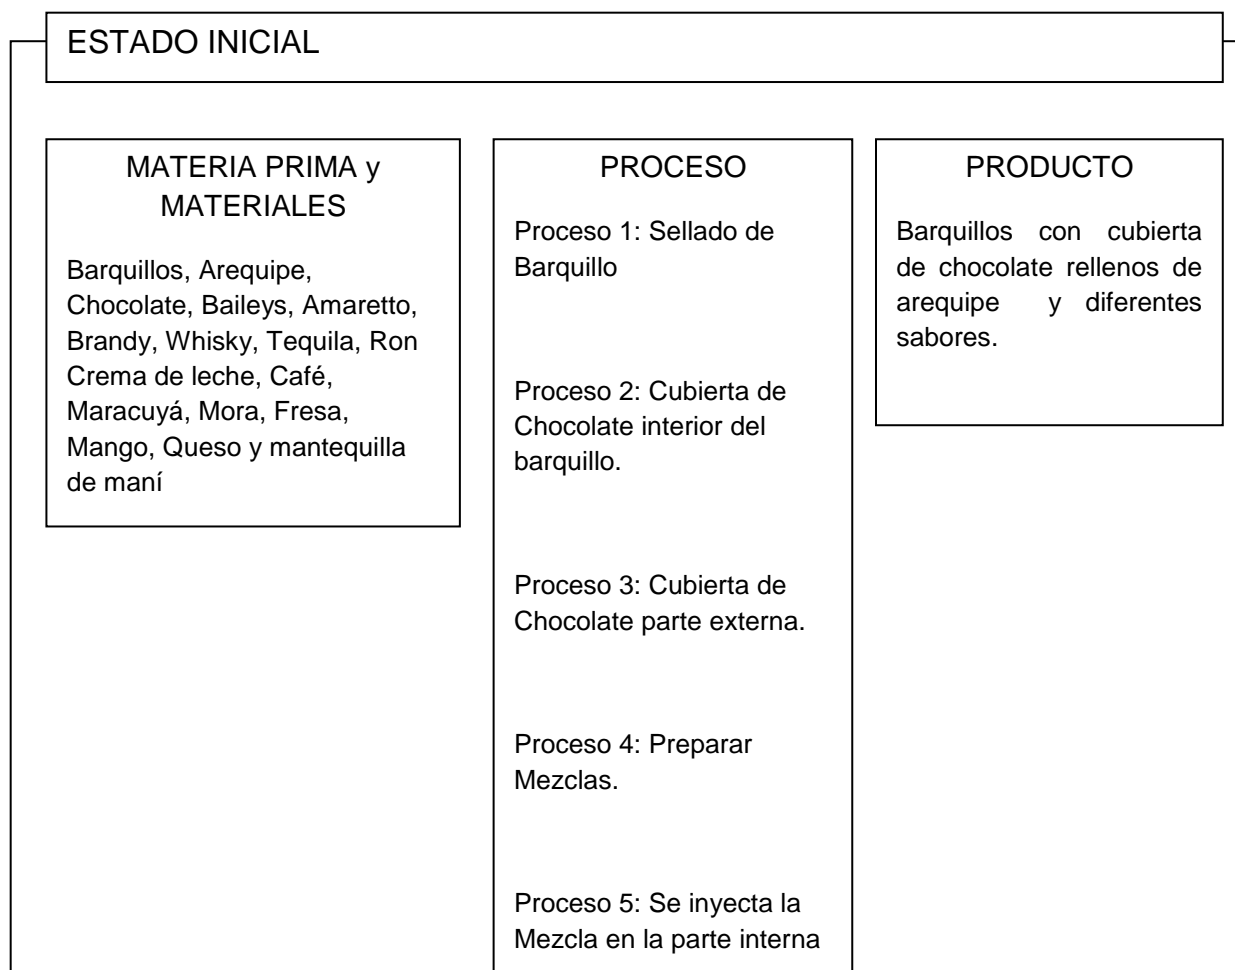 ESTADO INICIAL
MATERIA PRIMA y
MATERIALES
Barquillos, Arequipe,
Chocolate, Baileys, Amaretto,
Brandy, Whisky, Tequila, Ron
Crema de leche, Café,
Maracuyá, Mora, Fresa,
Mango, Queso y mantequilla
de maní
PROCESO
Proceso 1: Sellado de
Barquillo
Proceso 2: Cubierta de
Chocolate interior del
barquillo.
Proceso 3: Cubierta de
Chocolate parte externa.
Proceso 4: Preparar
Mezclas.
Proceso 5: Se inyecta la
Mezcla en la parte interna
PRODUCTO
Barquillos con cubierta
de chocolate rellenos de
arequipe y diferentes
sabores.